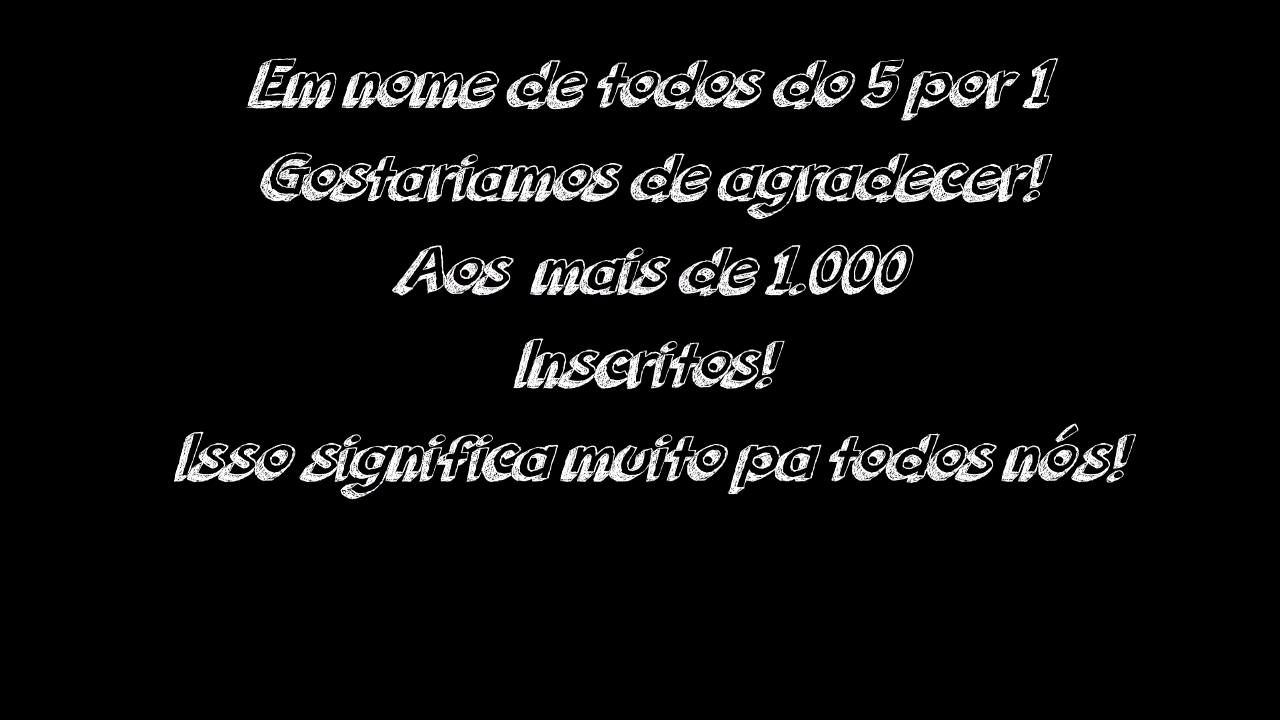 Em nome de todos do 5 por 1
Gostariamos de agradecer!
Aos mais de 1.000
Inscritos!
Isso significa muito pa todos nós!